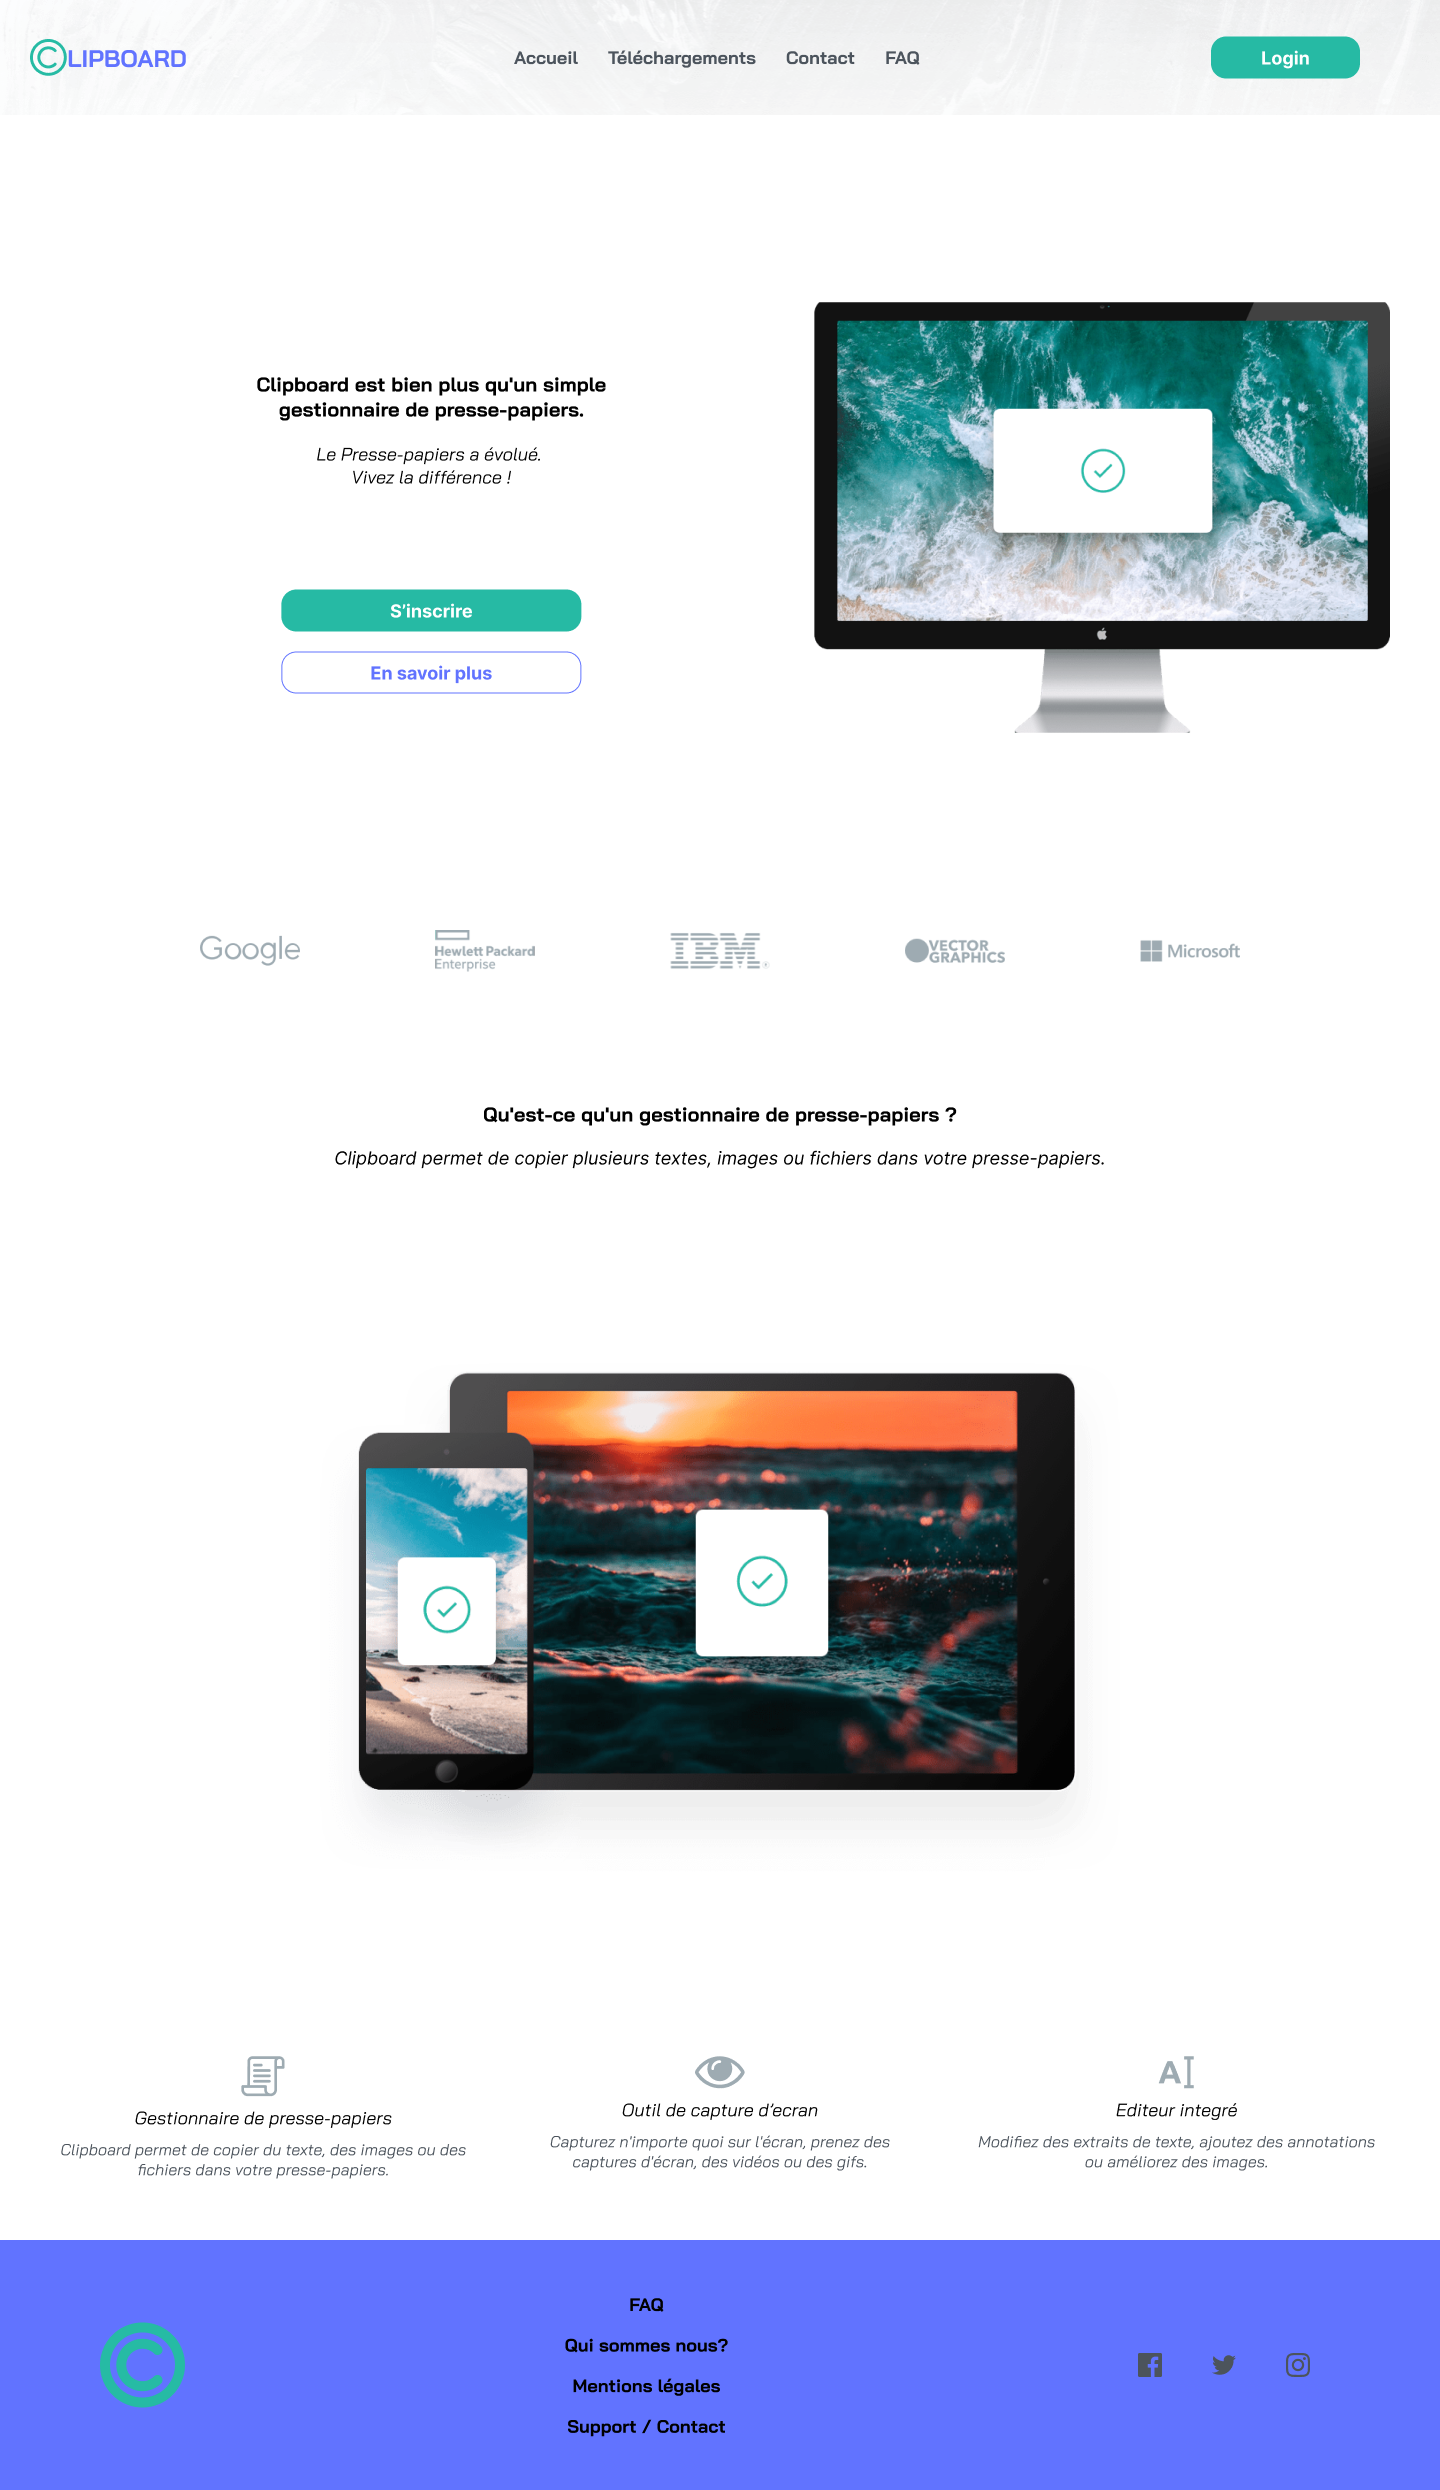 ©LIPBOARD
Accueil Téléchargements Contact FAQ
Login
Clipboard est bien plus qu'un simple
gestionnaire de presse-papiers.
Le Presse-papiers a évolué.
Vivez la différence !
S'inscrire
En savoir plus
Google
Hewlett Packard
Enterprise
IBM
VECTOR
GRAPHICS
Microsoft
Qu'est-ce qu'un gestionnaire de presse-papiers ?
Clipboard permet de copier plusieurs textes, images ou fichiers dans votre presse-papiers.
Gestionnaire de presse-papiers
Clipboard permet de copier du texte, des images ou des
fichiers dans votre presse-papiers.
Outil de capture d’ecran
Capturez n'importe quoi sur l'écran, prenez des
captures d'écran, des vidéos ou des gifs.
A
Editeur integré
Modifiez des extraits de texte, ajoutez des annotations
ou améliorez des images.
©
FAQ
Qui sommes nous?
Mentions légales
Support / Contact